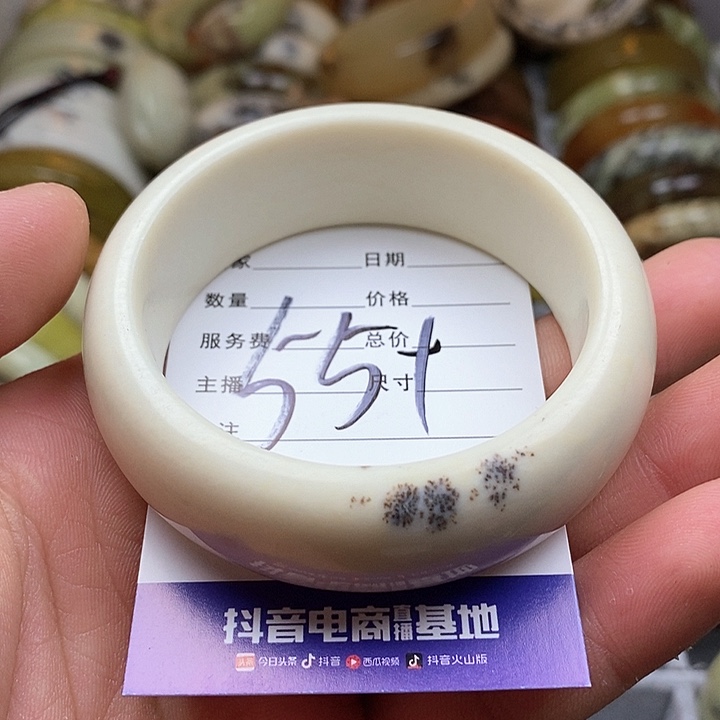 家 日期
数量 价格
服务费 总价
主播 尺寸
注
551
抖音电商直播基地
头条 今日头条 抖音 西瓜视频 抖音火山版